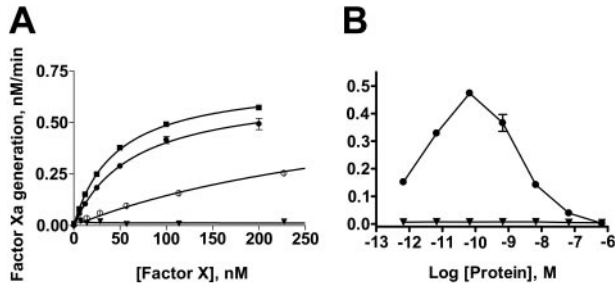 A
B
Factor Xa generation, nM/min
0.75
0.50
0.25
0.00
0 50 100 150 200 250
[Factor X], nM
0.5
0.4
0.3
0.2
0.1
0.0
-13 -12 -11 -10 -9 -8 -7 -6
Log [Protein], M